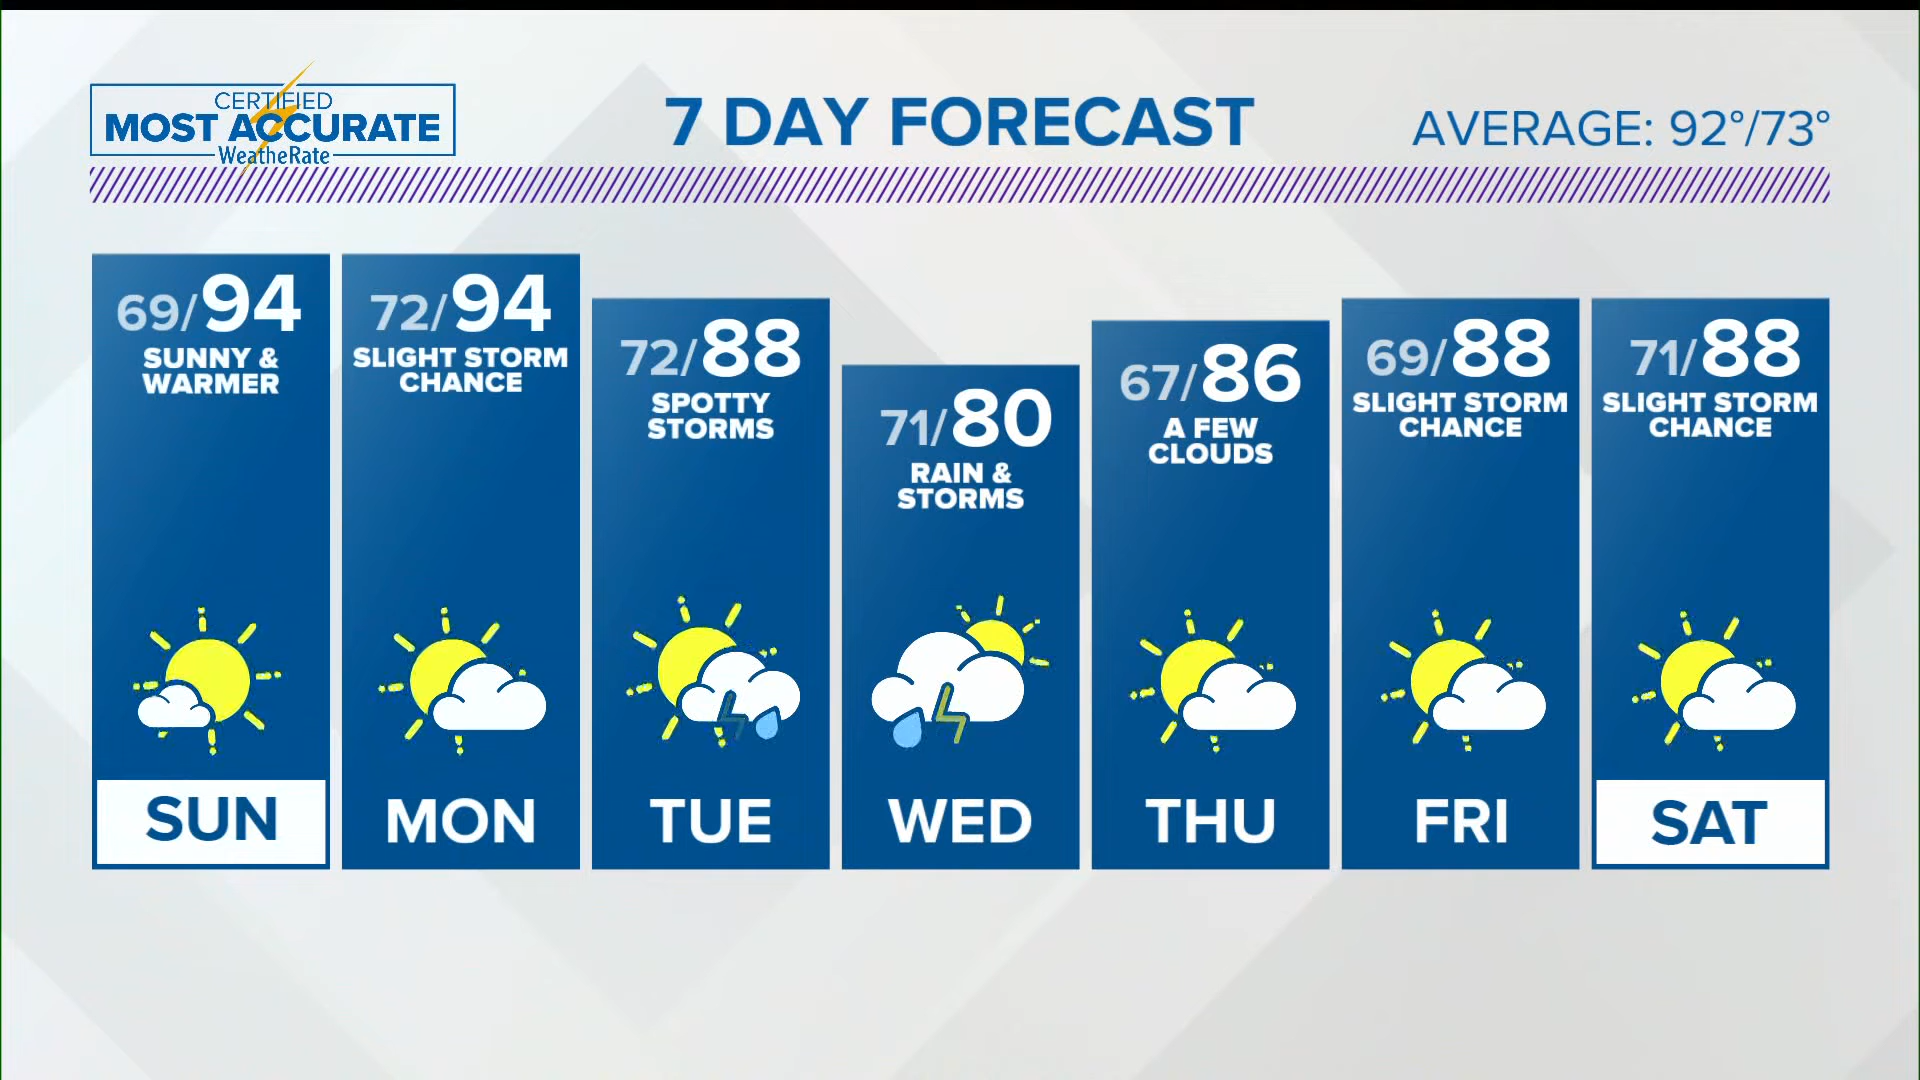 CERTIFIED
MOST ACCURATE
WeatheRate
7 DAY FORECAST
AVERAGE: 92°/73°
69/94
SUNNY &
WARMER
SUN
72/94
SLIGHT STORM
CHANCE
MON
72/88
SPOTTY
STORMS
TUE
71/80
RAIN &
STORMS
WED
67/86
A FEW
CLOUDS
THU
69/88
SLIGHT STORM
CHANCE
FRI
71/88
SLIGHT STORM
CHANCE
SAT